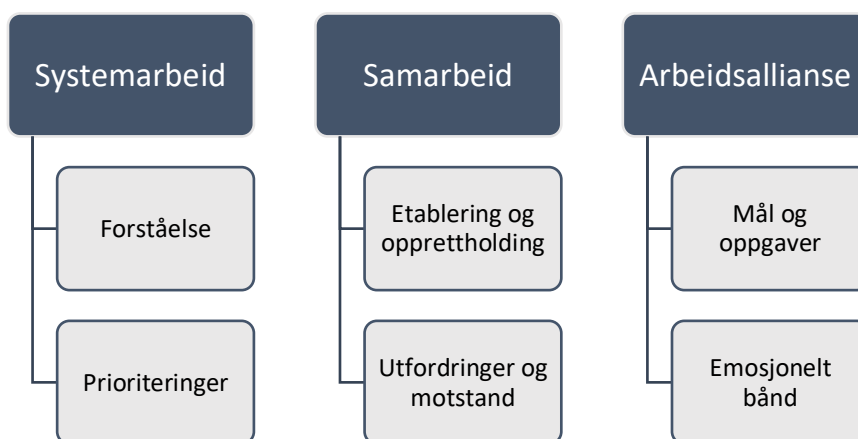 Systemarbeid
Forståelse
Prioriteringer
Samarbeid
Etablering og
opprettholding
Utfordringer og
motstand
Arbeidsallianse
Mål og
oppgaver
Emosjonelt
bånd